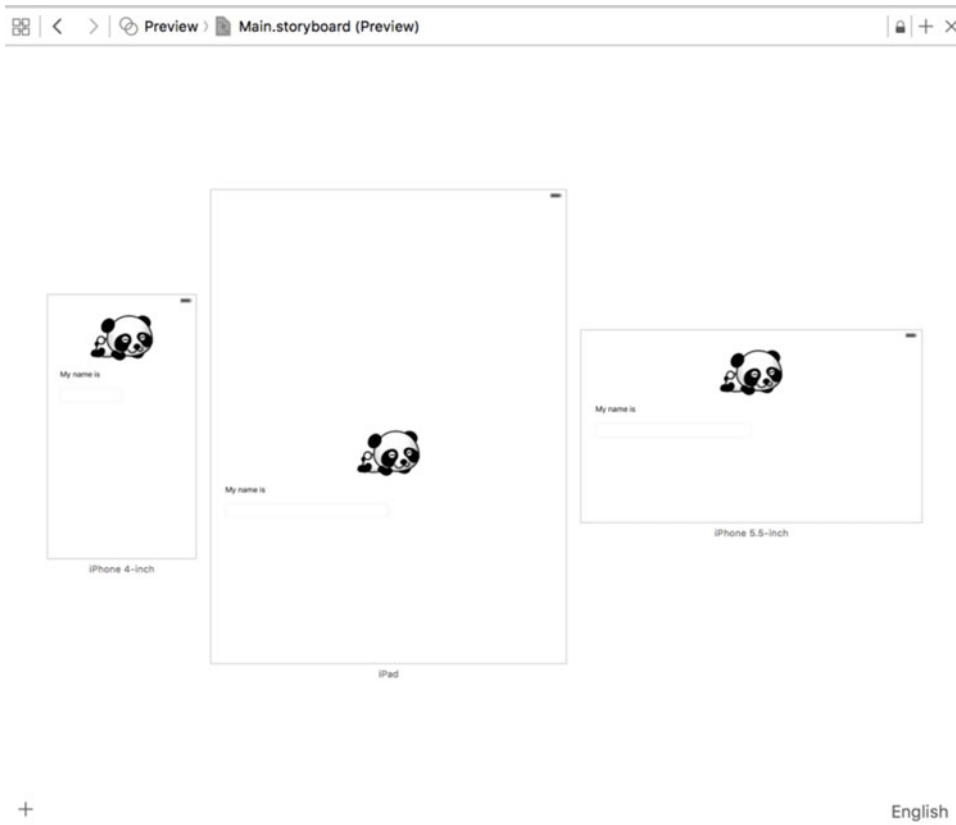 Preview 〉 Main.storyboard (Preview)
My name is
iPhone 4-inch
My name is
iPad
My name is
iPhone 5.5-inch
English